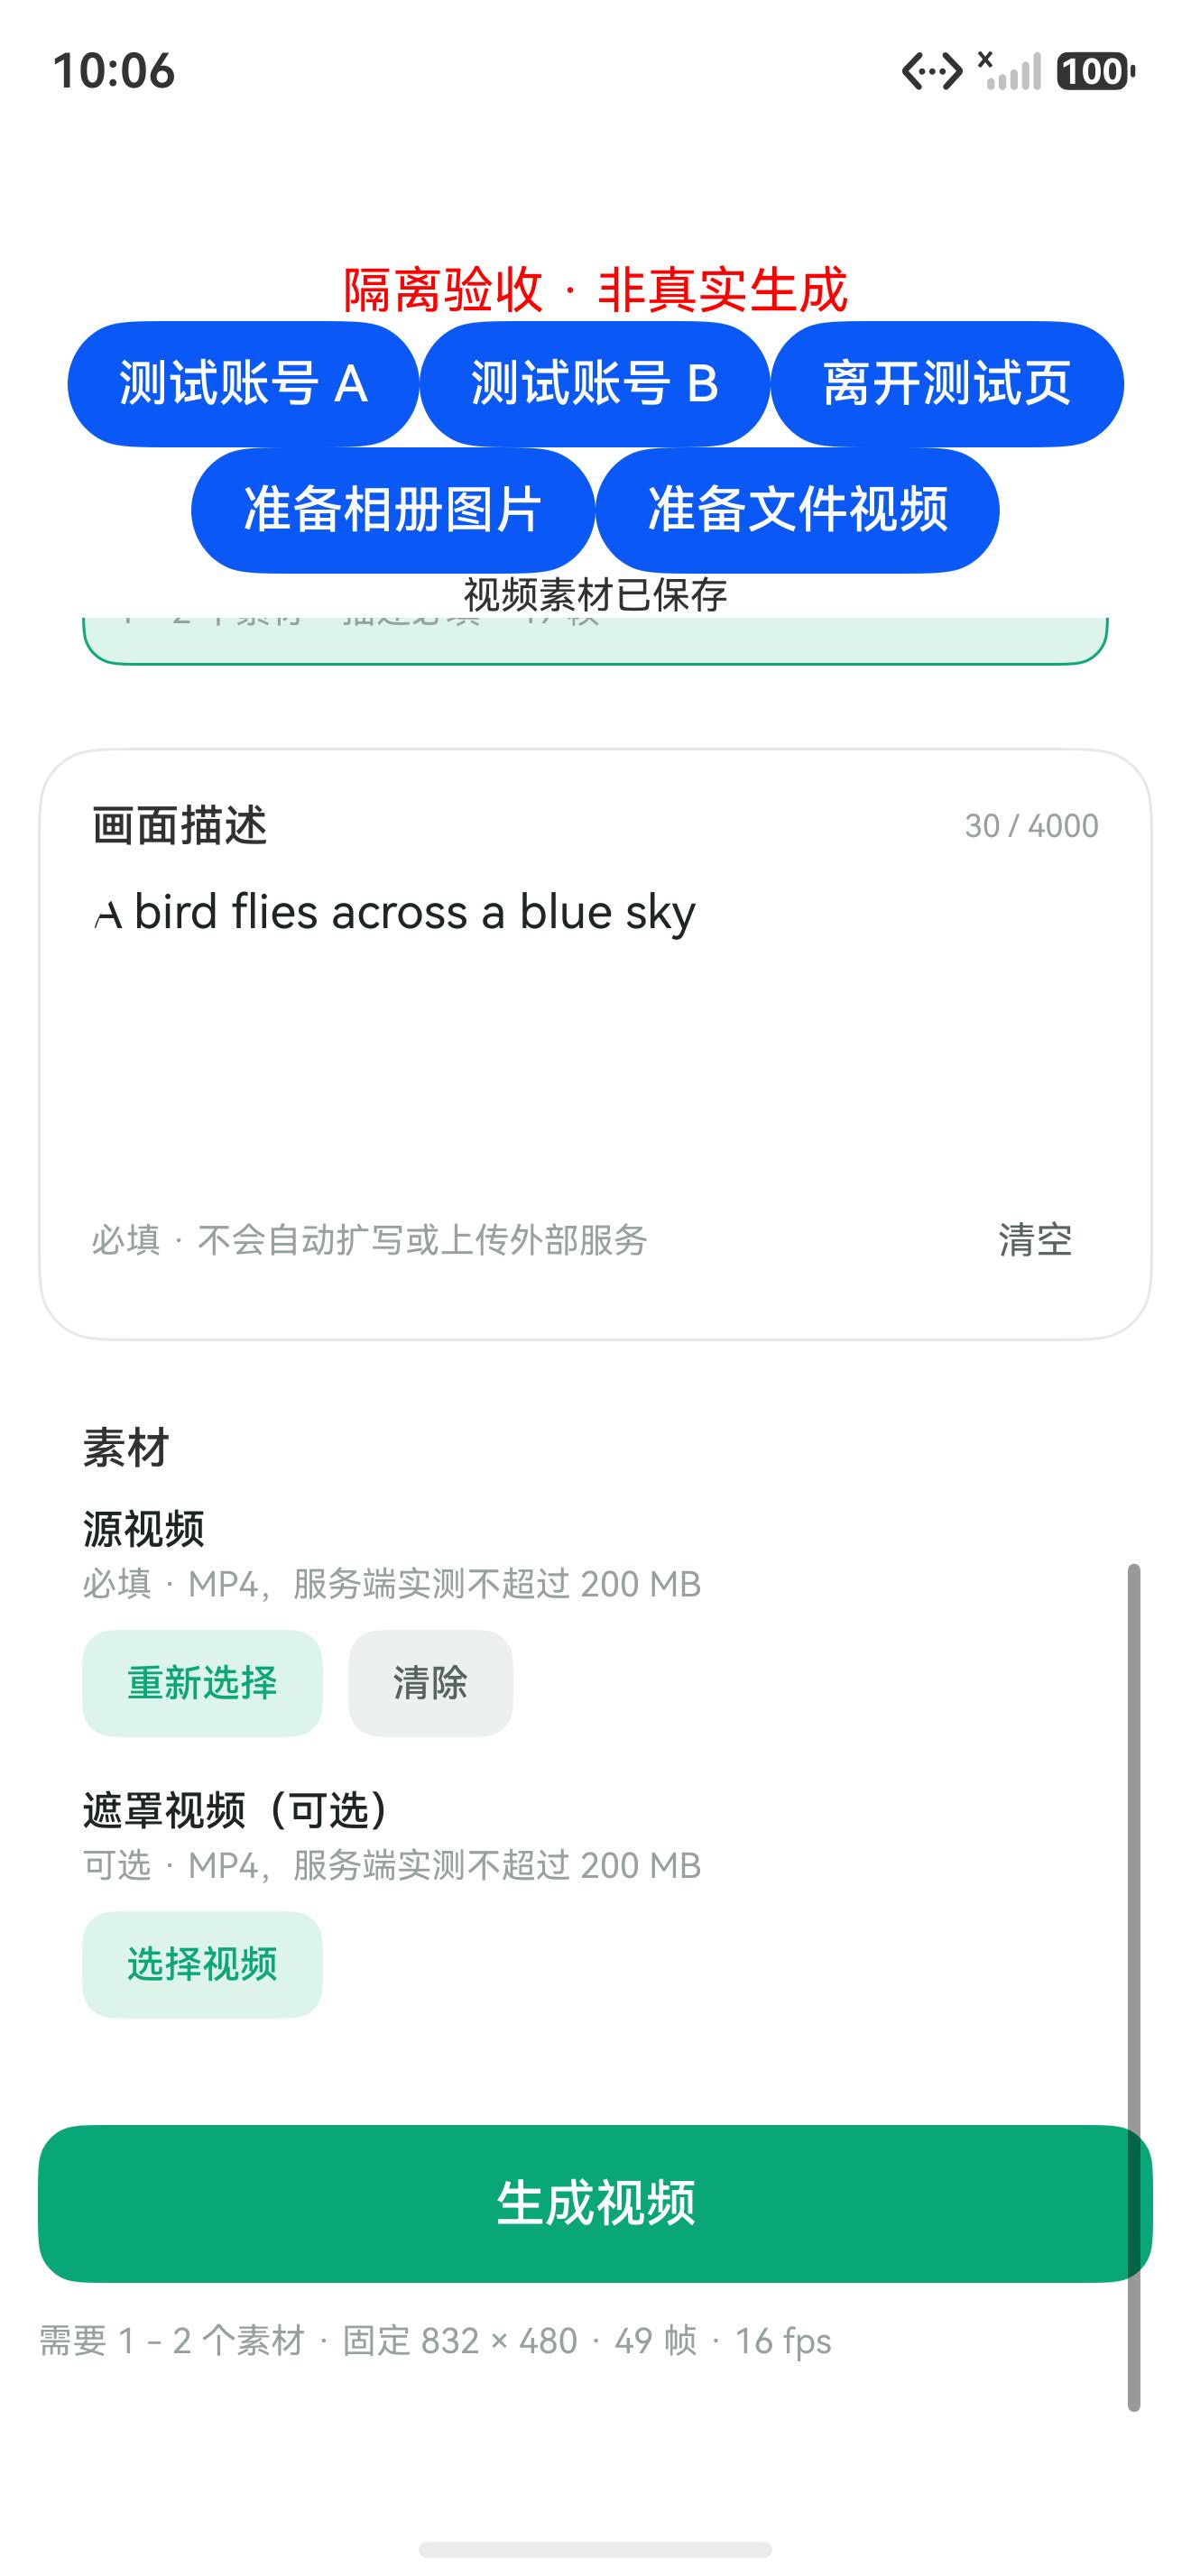 10:06
100
隔离验收 · 非真实生成
测试账号 A
测试账号 B
离开测试页
准备相册图片
准备文件视频
视频素材已保存
画面描述
30 / 4000
A bird flies across a blue sky
必填 · 不会自动扩写或上传外部服务
清空
素材
源视频
必填 · MP4，服务端实测不超过 200 MB
重新选择
清除
遮罩视频（可选）
可选 · MP4，服务端实测不超过 200 MB
选择视频
生成视频
需要 1 – 2 个素材 · 固定 832 × 480 · 49 帧 · 16 fps